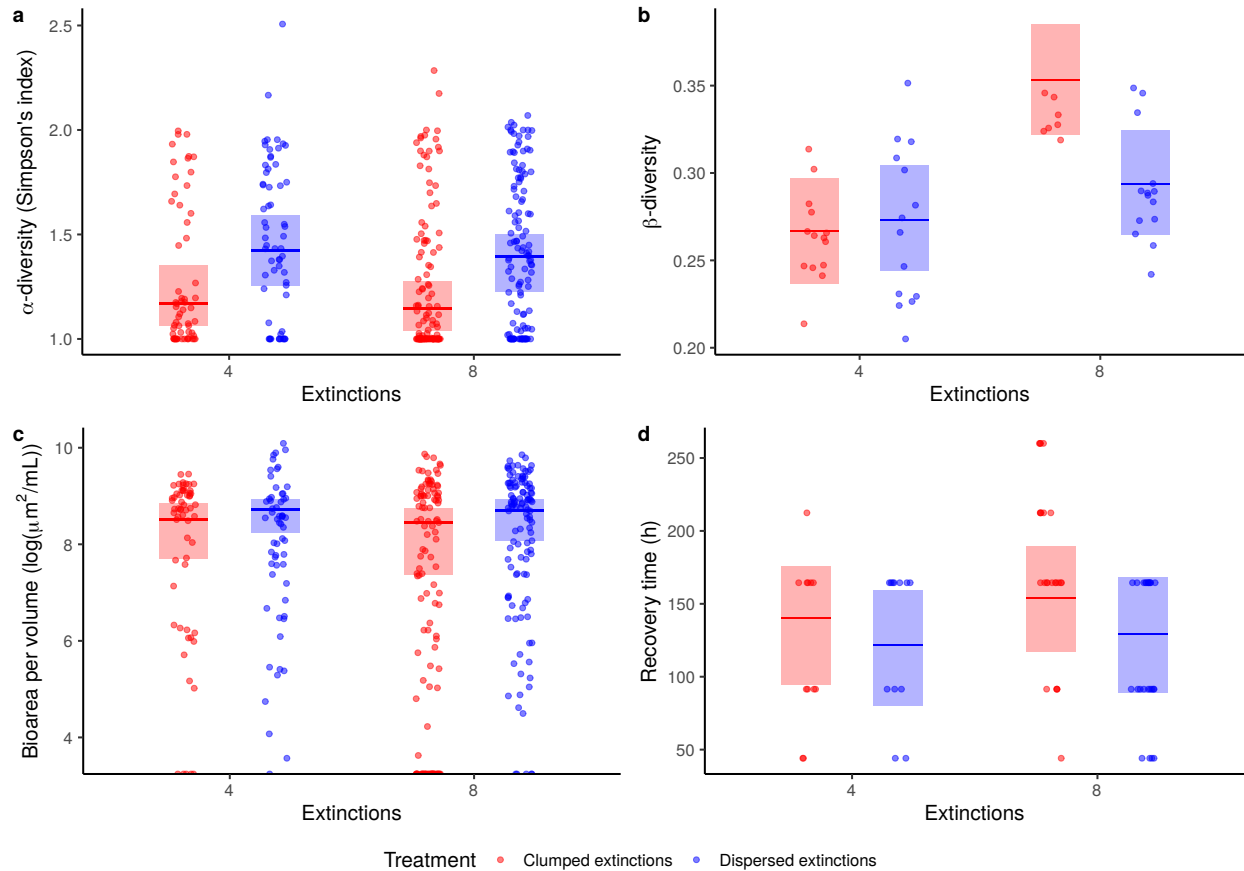 a
α-diversity (Simpson's index)
2.5
2.0
1.5
1.0
4
8
Extinctions
b
β-diversity
0.35
0.30
0.25
0.20
4
8
Extinctions
c
Bioarea per volume (log(μm²/mL))
10
8
6
4
4
8
Extinctions
d
Recovery time (h)
250
200
150
100
50
4
8
Extinctions
Treatment Clumped extinctions Dispersed extinctions